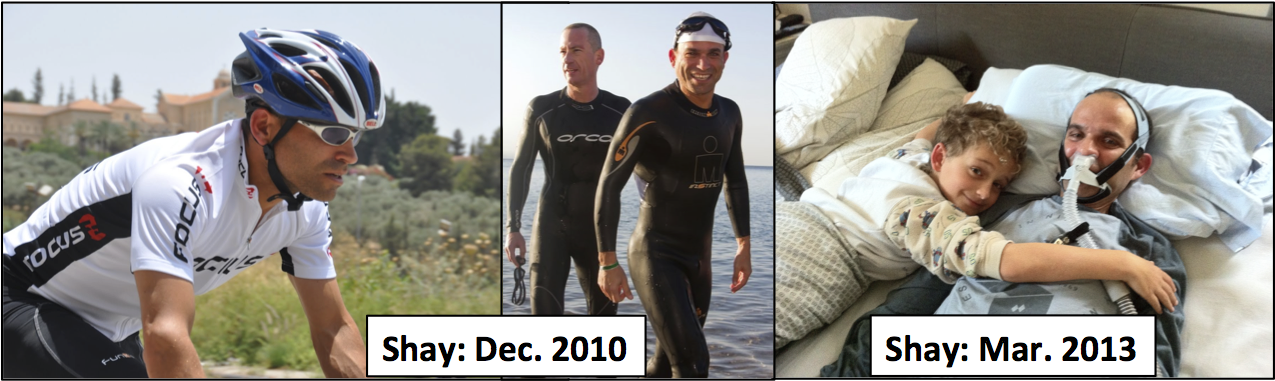 FOCUS
FOCUS
FOCUS
orca
Shay: Dec. 2010
Shay: Mar. 2013